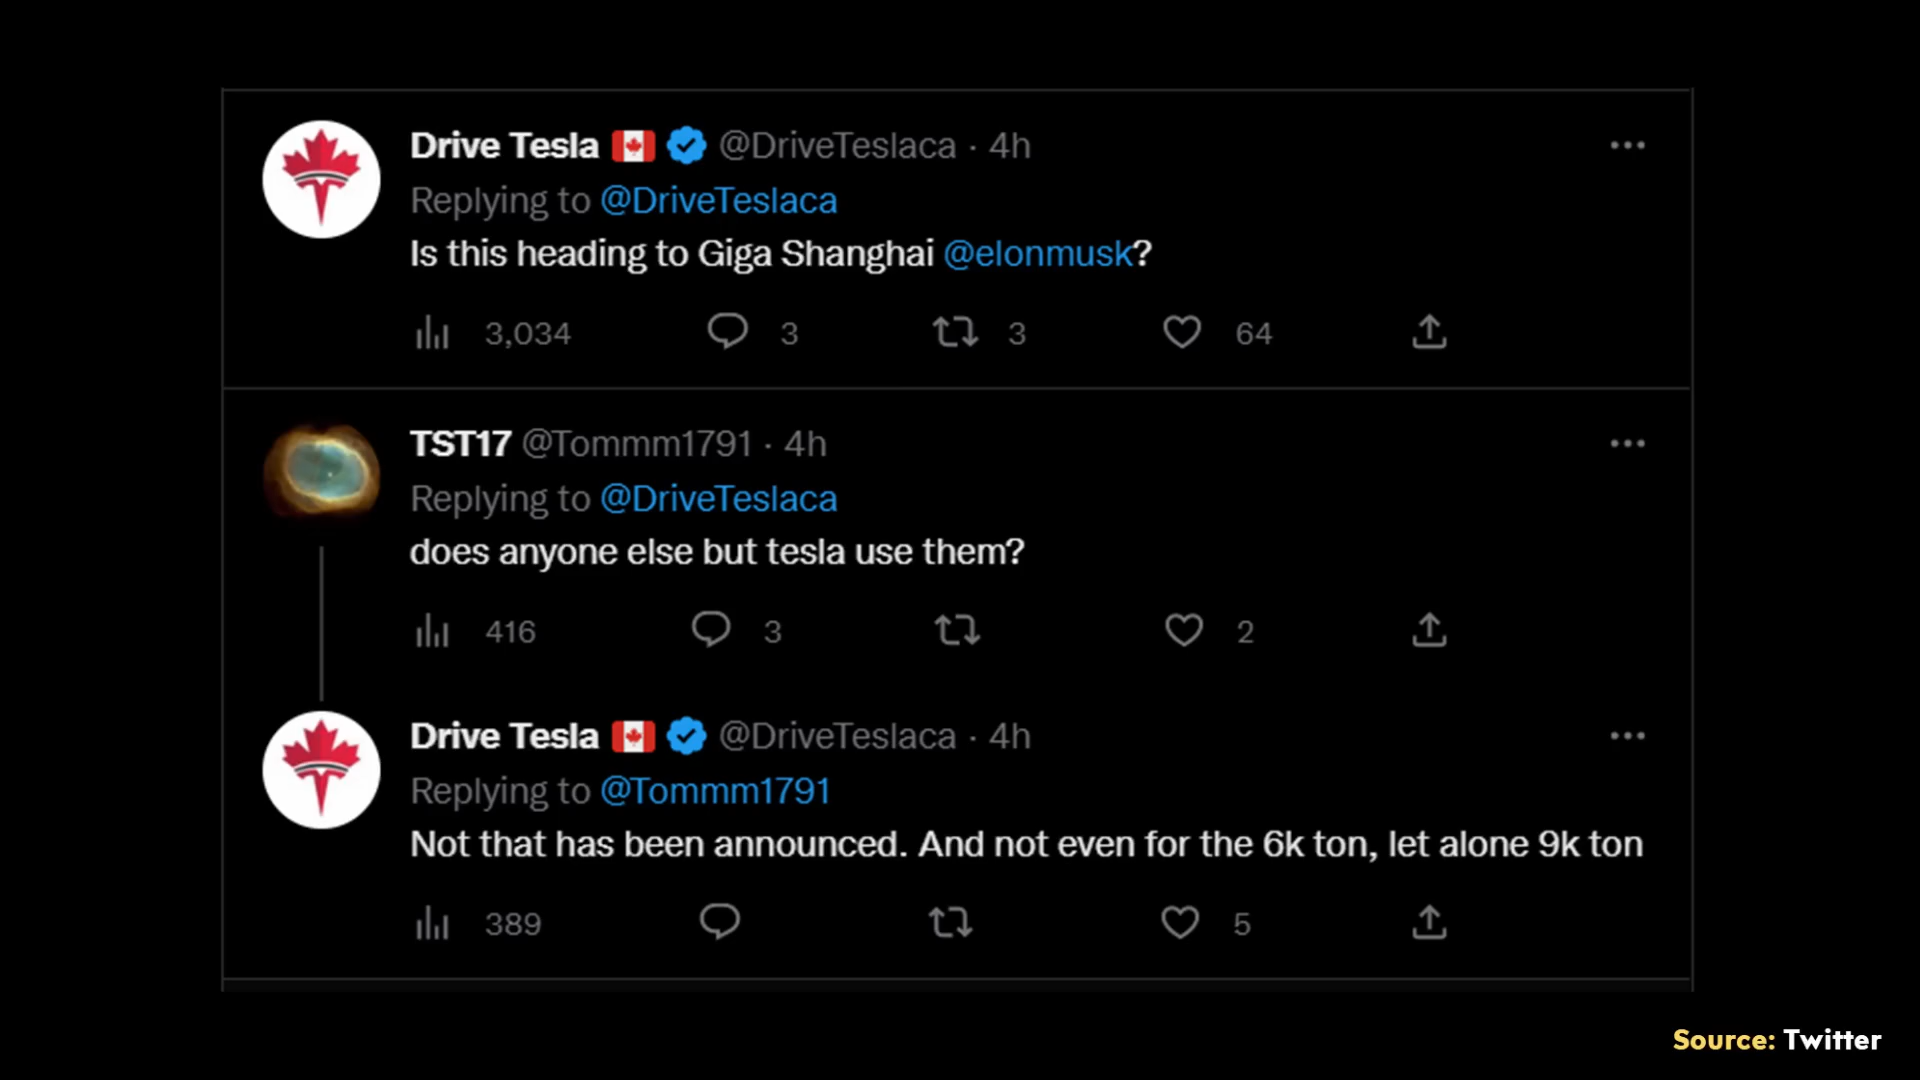 Drive Tesla @DriveTeslaca · 4h
Replying to @DriveTeslaca
Is this heading to Giga Shanghai @elonmusk?
3,034 3 3 64
TST17 @Tommm1791 · 4h
Replying to @DriveTeslaca
does anyone else but tesla use them?
416 3 2
Drive Tesla @DriveTeslaca · 4h
Replying to @Tommm1791
Not that has been announced. And not even for the 6k ton, let alone 9k ton
389 5
Source: Twitter